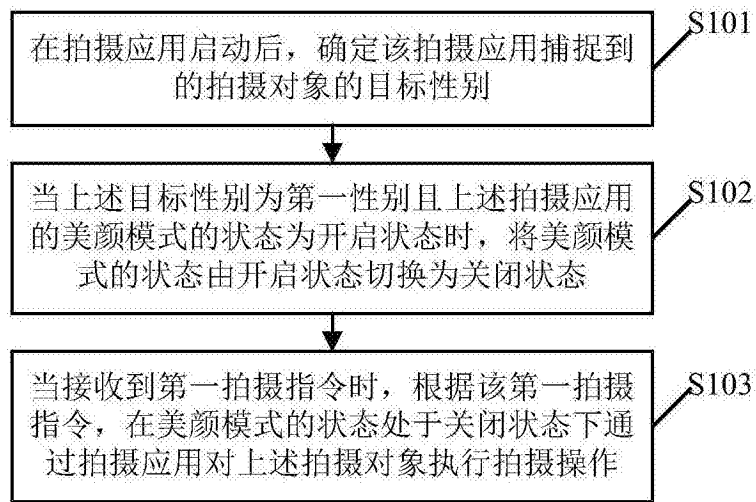 在拍摄应用启动后，确定该拍摄应用捕捉到
的拍摄对象的目标性别
S101
当上述目标性别为第一性别且上述拍摄应用
的美颜模式的状态为开启状态时，将美颜模
式的状态由开启状态切换为关闭状态
S102
当接收到第一拍摄指令时，根据该第一拍摄
指令，在美颜模式的状态处于关闭状态下通
过拍摄应用对上述拍摄对象执行拍摄操作
S103